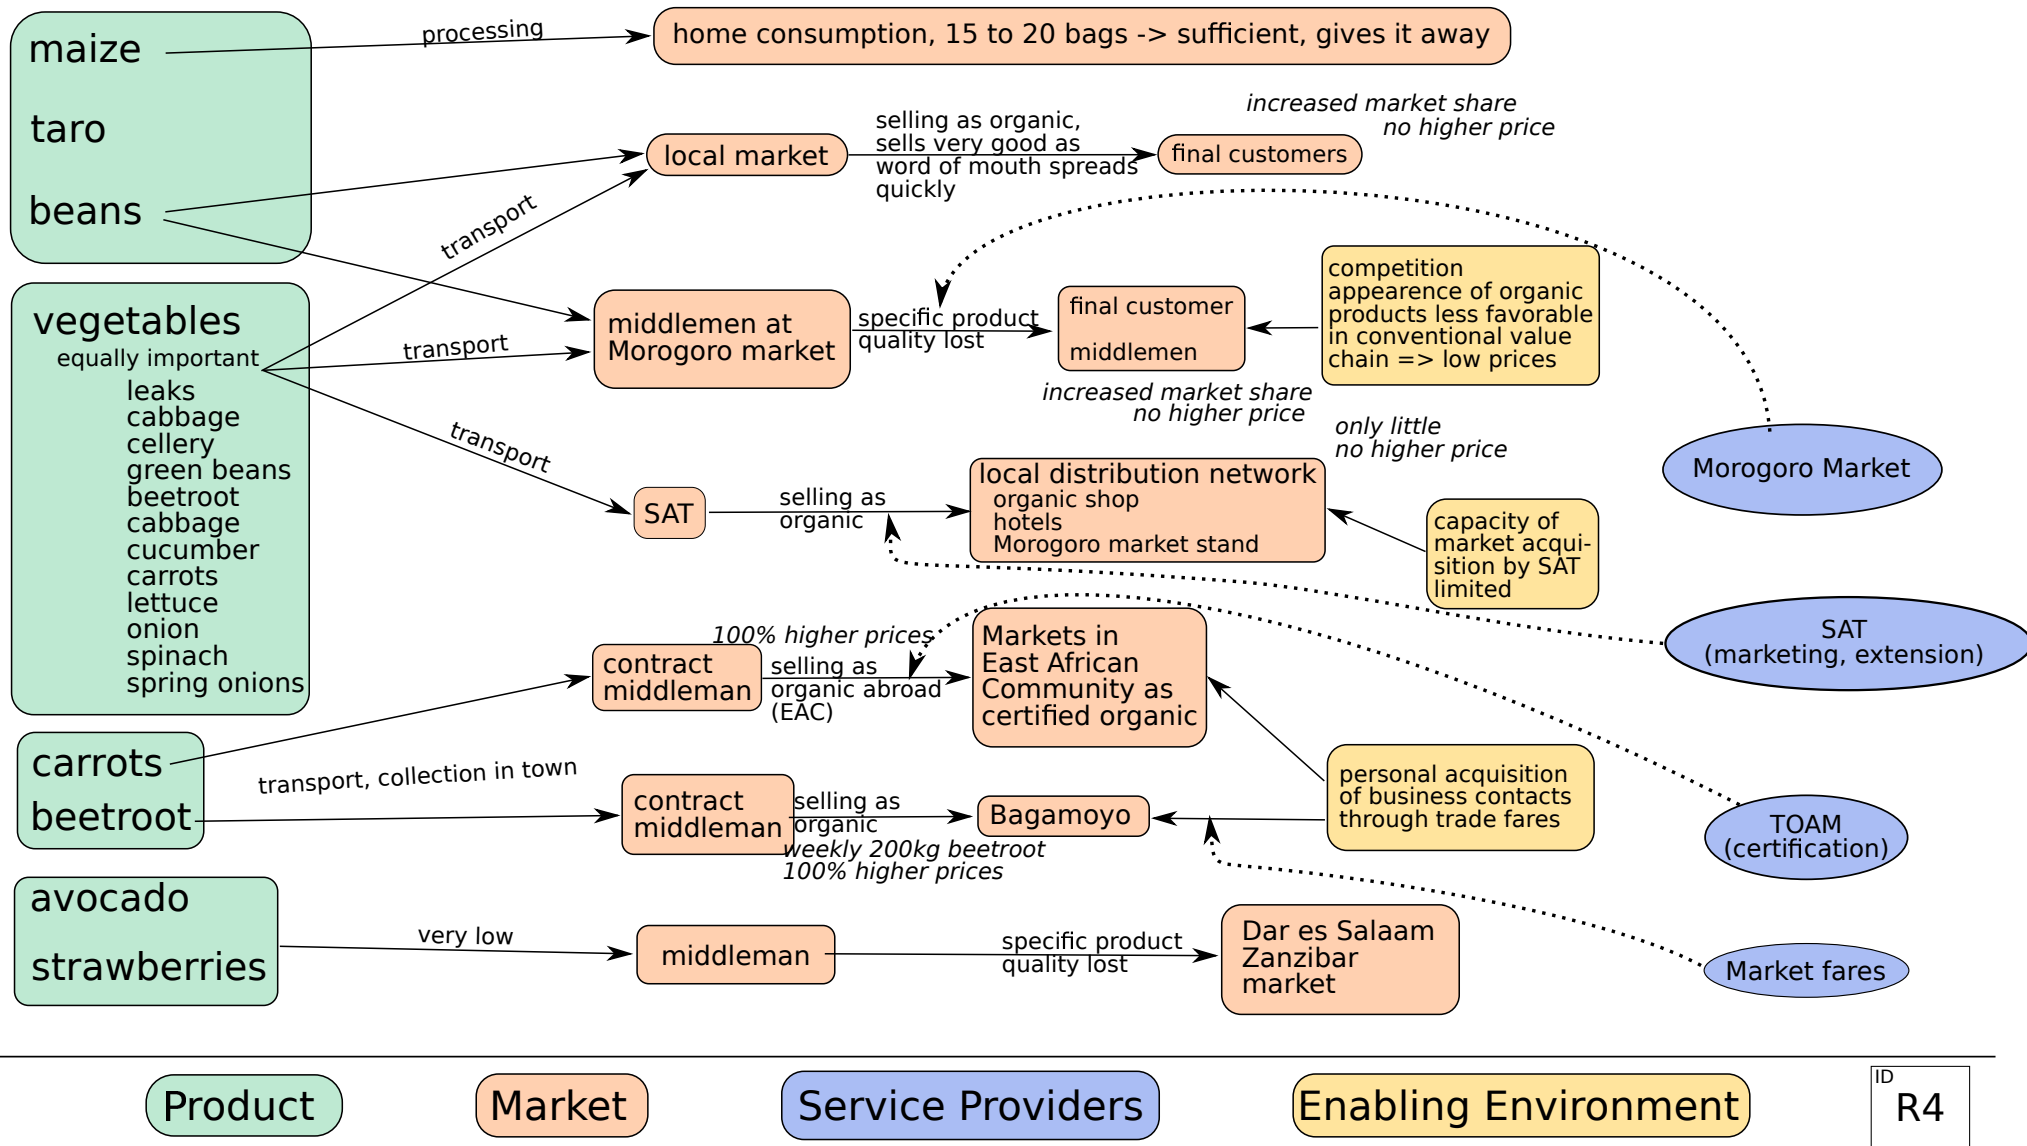 maize
processing
home consumption, 15 to 20 bags -> sufficient, gives it away
taro
beans
local market
selling as organic,
sells very good as
word of mouth spreads
quickly
final customers
increased market share
no higher price
transport
vegetables
equally important
leaks
cabbage
cellery
green beans
beetroot
cabbage
cucumber
carrots
lettuce
onion
spinach
spring onions
transport
middlemen at
Morogoro market
specific product
quality lost
final customer
middlemen
increased market share
no higher price
competition
appearence of organic
products less favorable
in conventional value
chain => low prices
Morogoro Market
transport
SAT
selling as
organic
local distribution network
organic shop
hotels
Morogoro market stand
only little
no higher price
capacity of
market acqui-
sition by SAT
limited
SAT
(marketing, extension)
carrots
beetroot
contract
middleman
100% higher prices
selling as
organic abroad
(EAC)
Markets in
East African
Community as
certified organic
transport, collection in town
contract
middleman
selling as
organic
weekly 200kg beetroot
100% higher prices
Bagamoyo
personal acquisition
of business contacts
through trade fares
TOAM
(certification)
avocado
strawberries
very low
middleman
specific product
quality lost
Dar es Salaam
Zanzibar
market
Market fares
Product
Market
Service Providers
Enabling Environment
ID
R4